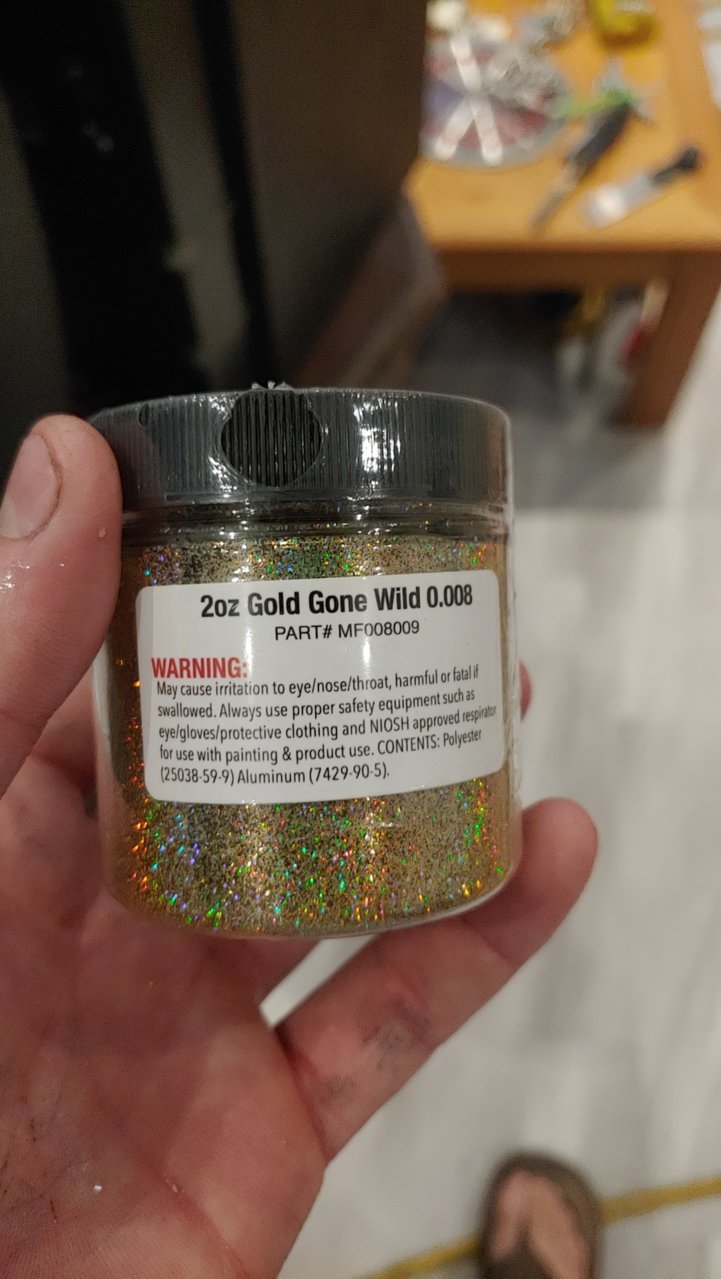 2oz Gold Gone Wild 0.008
PART# MF008009
WARNING:
May cause irritation to eye/nose/throat, harmful or fatal if
swallowed. Always use proper safety equipment such as
eye/gloves/protective clothing and NIOSH approved respirator
for use with painting & product use. CONTENTS: Polyester
(25038-59-9) Aluminum (7429-90-5).